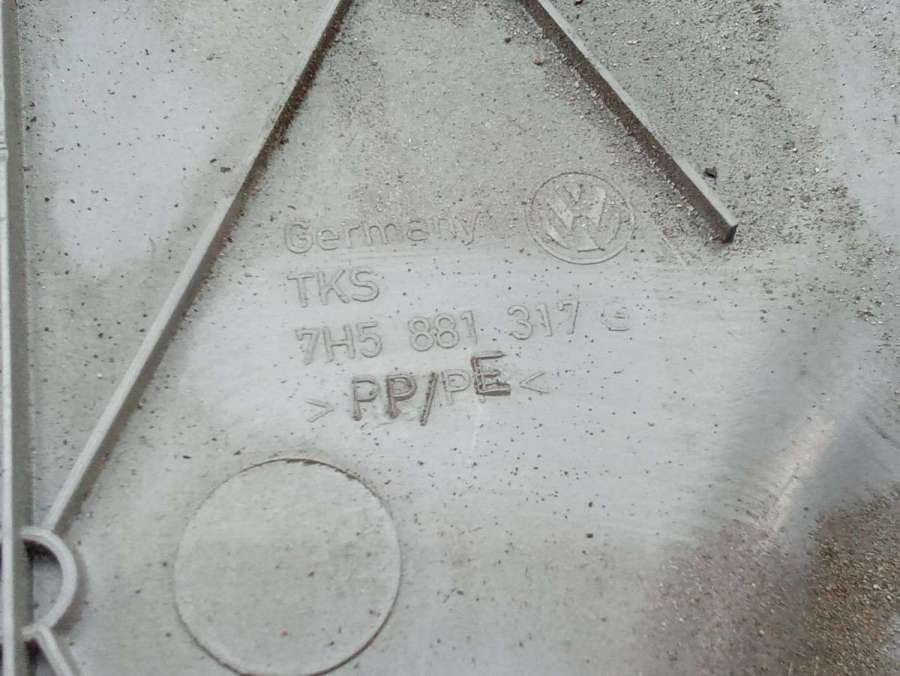 Germany
TKS
7H5 881 317
> PP/PE <